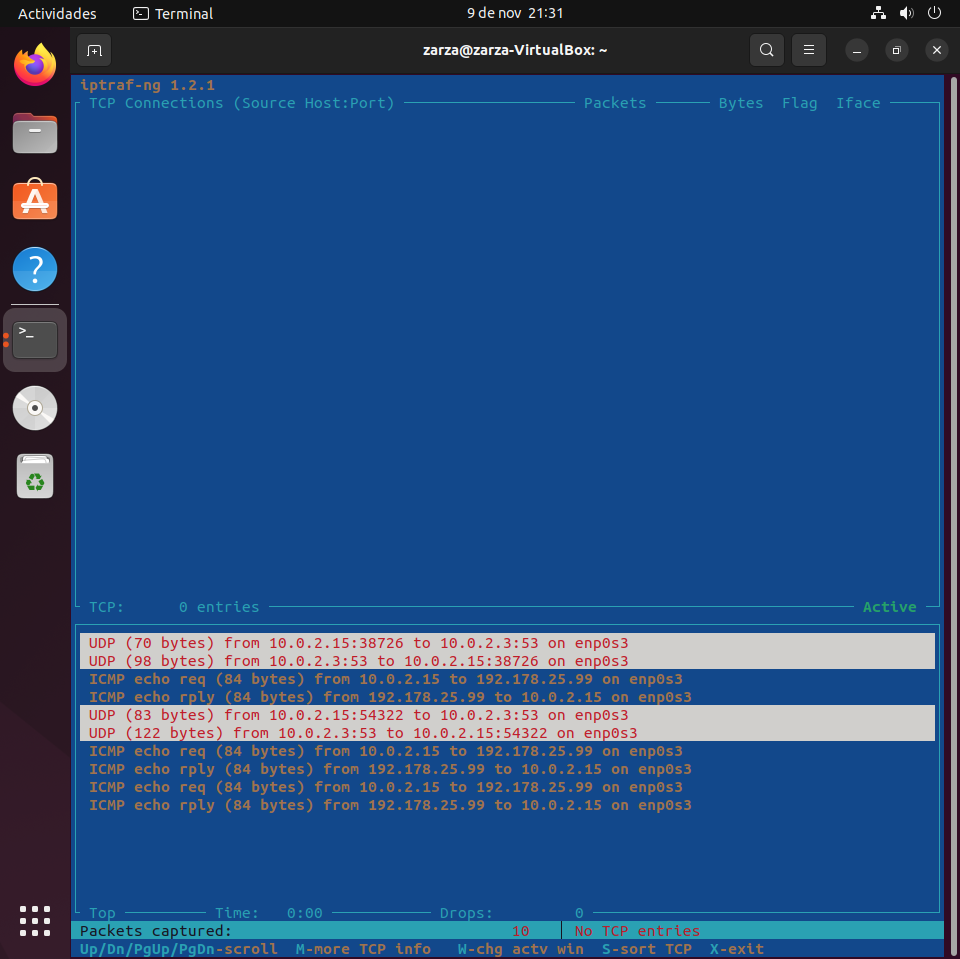 Actividades Terminal 9 de nov 21:31
zarza@zarza-VirtualBox: ~
iptraf-ng 1.2.1
TCP Connections (Source Host:Port) Packets Bytes Flag Iface
TCP: 0 entries Active
UDP (70 bytes) from 10.0.2.15:38726 to 10.0.2.3:53 on enp0s3
UDP (98 bytes) from 10.0.2.3:53 to 10.0.2.15:38726 on enp0s3
ICMP echo req (84 bytes) from 10.0.2.15 to 192.178.25.99 on enp0s3
ICMP echo rply (84 bytes) from 192.178.25.99 to 10.0.2.15 on enp0s3
UDP (83 bytes) from 10.0.2.15:54322 to 10.0.2.3:53 on enp0s3
UDP (122 bytes) from 10.0.2.3:53 to 10.0.2.15:54322 on enp0s3
ICMP echo req (84 bytes) from 10.0.2.15 to 192.178.25.99 on enp0s3
ICMP echo rply (84 bytes) from 192.178.25.99 to 10.0.2.15 on enp0s3
ICMP echo req (84 bytes) from 10.0.2.15 to 192.178.25.99 on enp0s3
ICMP echo rply (84 bytes) from 192.178.25.99 to 10.0.2.15 on enp0s3
Top Time: 0:00 Drops: 0
Packets captured: 10 No TCP entries
Up/Dn/PgUp/PgDn-scroll M-more TCP info W-chg actv win S-sort TCP X-exit